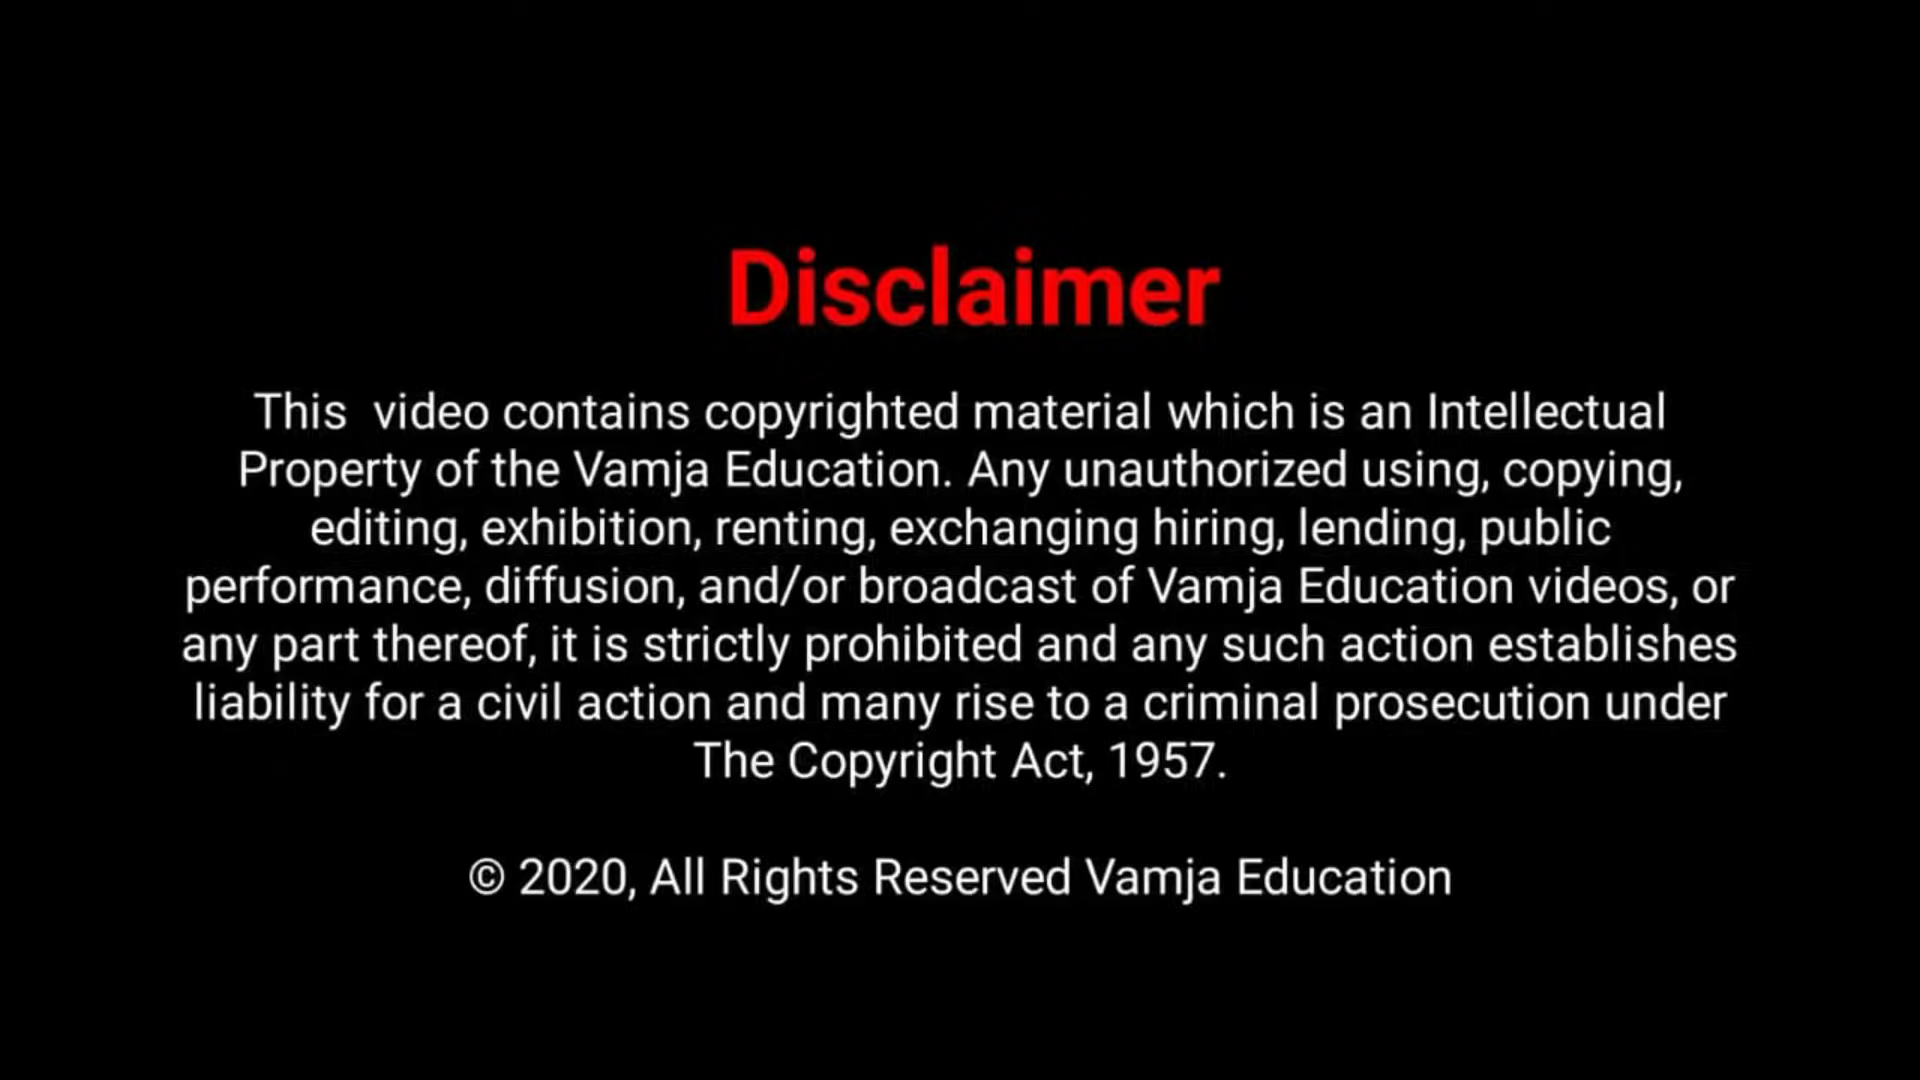 Disclaimer
This  video contains copyrighted material which is an Intellectual
Property of the Vamja Education. Any unauthorized using, copying,
editing, exhibition, renting, exchanging hiring, lending, public
performance, diffusion, and/or broadcast of Vamja Education videos, or
any part thereof, it is strictly prohibited and any such action establishes
liability for a civil action and many rise to a criminal prosecution under
The Copyright Act, 1957.
© 2020, All Rights Reserved Vamja Education